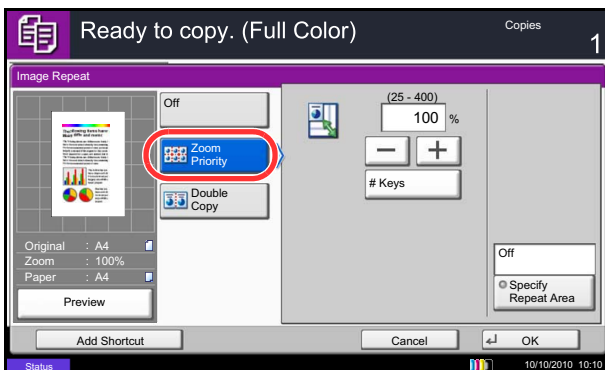 Ready to copy. (Full Color)
Copies
1
Image Repeat
Off
Zoom
Priority
Double
Copy
(25 - 400)
100 %
# Keys
Original : A4
Zoom : 100%
Paper : A4
Preview
Off
Specify
Repeat Area
Add Shortcut
Cancel
OK
Status
10/10/2010 10:10